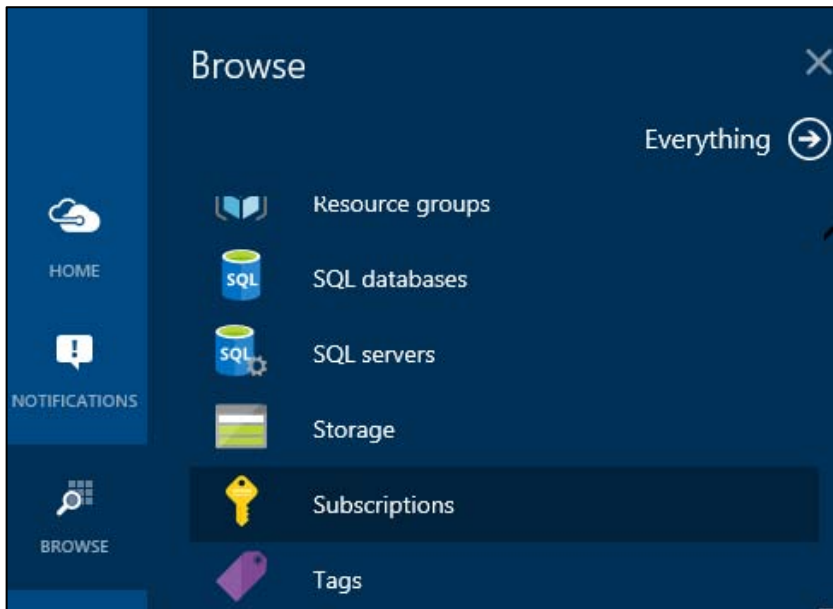 Browse
Everything
HOME
NOTIFICATIONS
BROWSE
Resource groups
SQL
SQL databases
SQL
SQL servers
Storage
Subscriptions
Tags